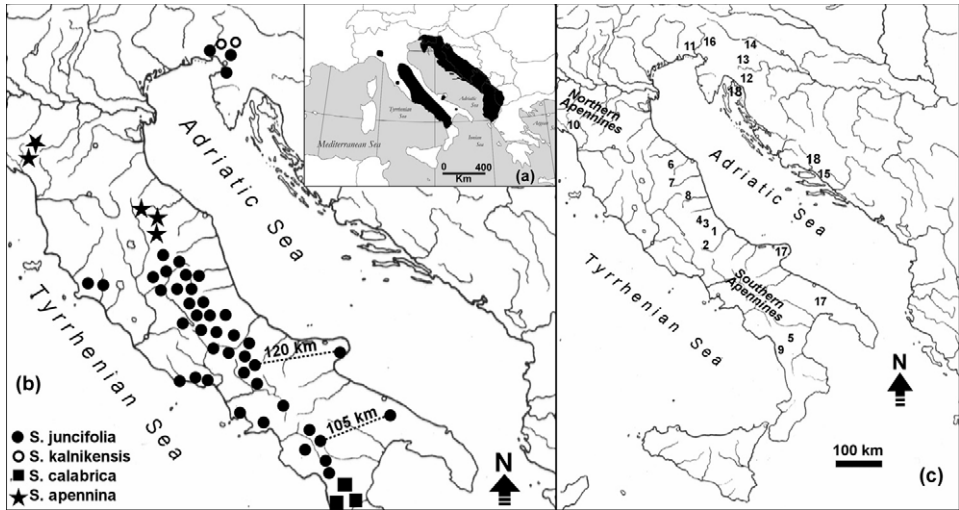 Mediterranean Sea
Tyrrhenian
Sea
Adriatic
Sea
Ionian
Sea
0 400
Km
(a)
Adriatic Sea
Tyrrhenian Sea
120 km
105 km
(b)
S. juncifolia
S. kalnikensis
S. calabrica
S. apennina
N
Northern
Apennines
10
11
16
14
13
12
18
18
15
6
7
8
4
3
1
2
17
17
Adriatic Sea
Southern
Apennines
5
9
Tyrrhenian Sea
N
100 km
(c)